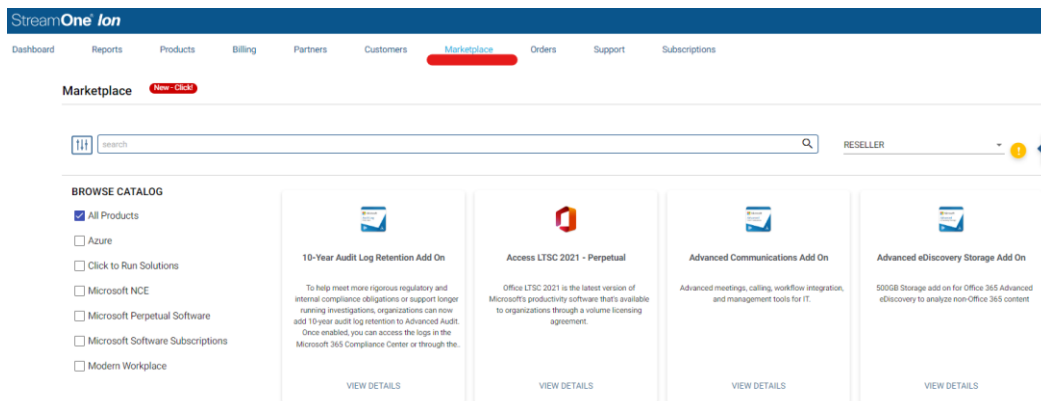 StreamOne® Ion
Dashboard Reports Products Billing Partners Customers Marketplace Orders Support Subscriptions
Marketplace New - Click!
search RESELLER
BROWSE CATALOG
All Products
Azure
Click to Run Solutions
Microsoft NCE
Microsoft Perpetual Software
Microsoft Software Subscriptions
Modern Workplace
10-Year Audit Log Retention Add On
To help meet more rigorous regulatory and
internal compliance obligations or support longer
running investigations, organizations can now
add 10-year audit log retention to Advanced Audit.
Once enabled, you can access the logs in the
Microsoft 365 Compliance Center or through the..
VIEW DETAILS
Access LTSC 2021 - Perpetual
Office LTSC 2021 is the latest version of
Microsoft's productivity software that's available
to organizations through a volume licensing
agreement.
VIEW DETAILS
Advanced Communications Add On
Advanced meetings, calling, workflow integration,
and management tools for IT.
VIEW DETAILS
Advanced eDiscovery Storage Add On
500GB Storage add on for Office 365 Advanced
eDiscovery to analyze non-Office 365 content
VIEW DETAILS